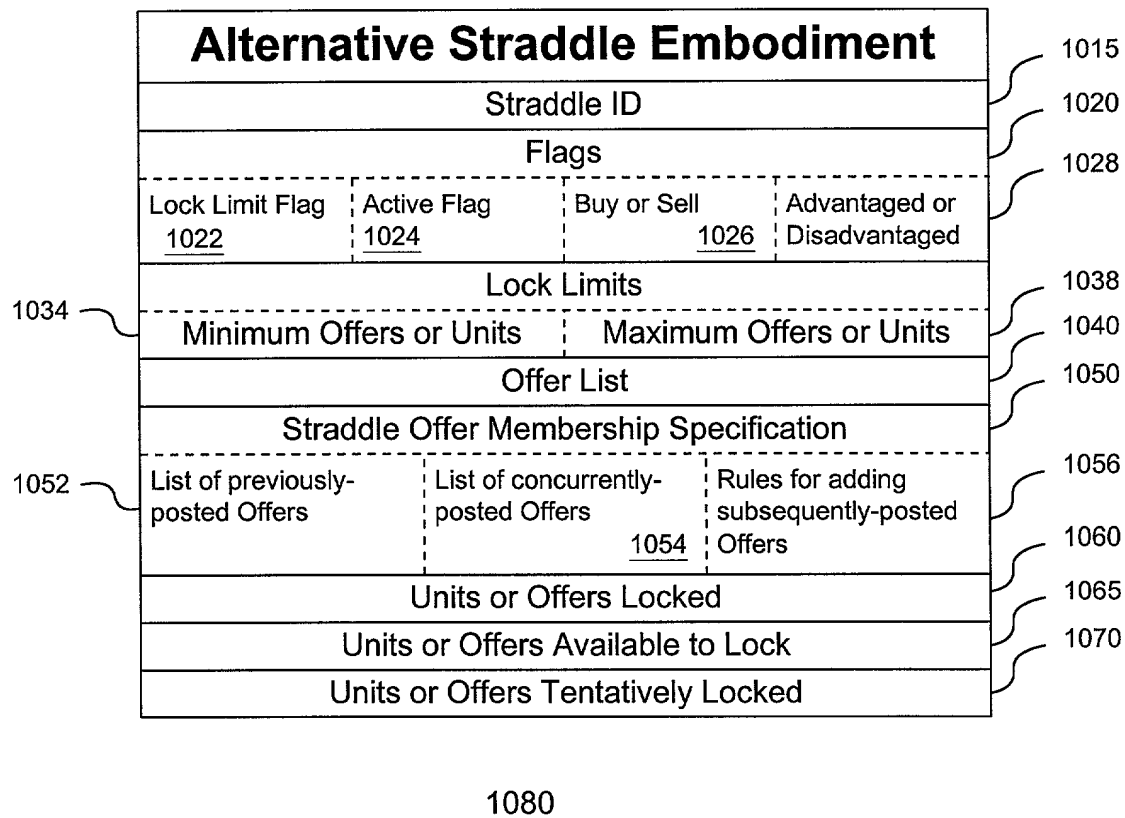 Alternative Straddle Embodiment
1015
Straddle ID
1020
Flags
1028
Lock Limit Flag
1022
Active Flag
1024
Buy or Sell
1026
Advantaged or
Disadvantaged
Lock Limits
1034
1038
Minimum Offers or Units
Maximum Offers or Units
1040
Offer List
1050
Straddle Offer Membership Specification
1052
List of previously-
posted Offers
List of concurrently-
posted Offers
1054
Rules for adding
subsequently-posted
Offers
1056
1060
Units or Offers Locked
1065
Units or Offers Available to Lock
1070
Units or Offers Tentatively Locked
1080